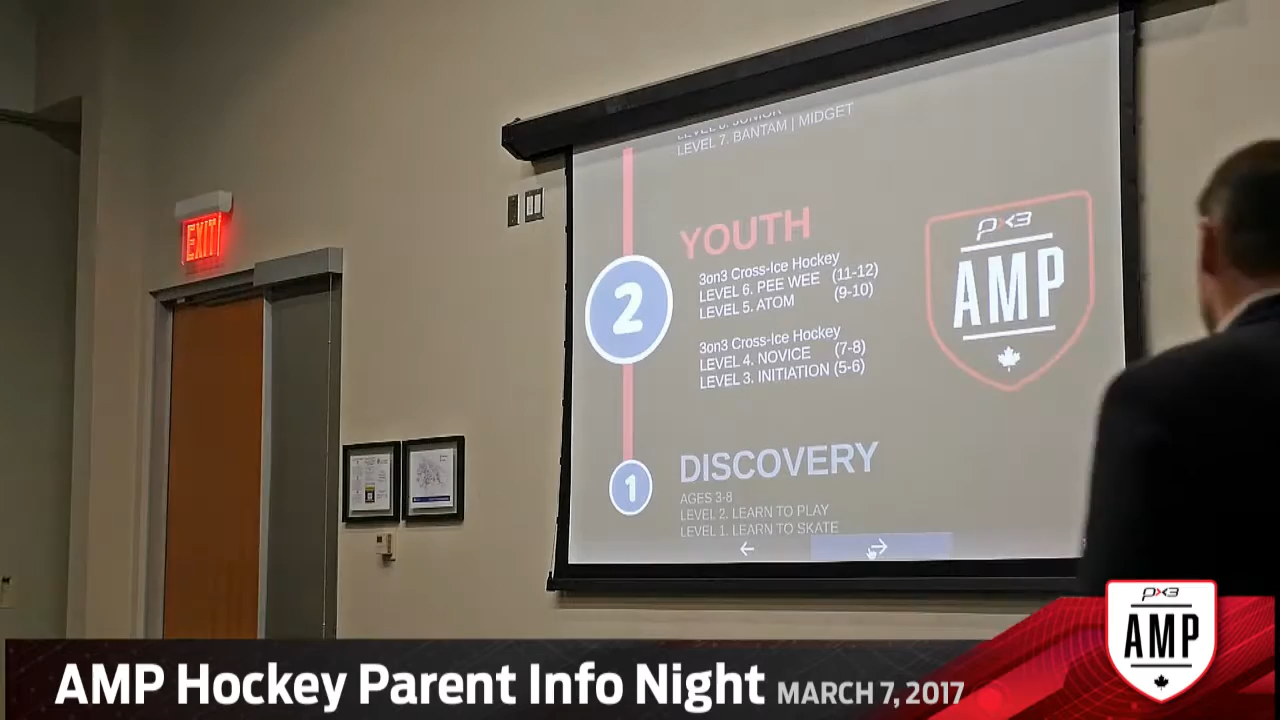 LEVEL 6. JUNIOR
LEVEL 7. BANTAM | MIDGET
EXIT
YOUTH
3on3 Cross-Ice Hockey
LEVEL 6. PEE WEE (11-12)
LEVEL 5. ATOM (9-10)
2
3on3 Cross-Ice Hockey
LEVEL 4. NOVICE (7-8)
LEVEL 3. INITIATION (5-6)
px3
AMP
DISCOVERY
1
AGES 3-8
LEVEL 2. LEARN TO PLAY
LEVEL 1. LEARN TO SKATE
AMP Hockey Parent Info Night MARCH 7, 2017
px3
AMP